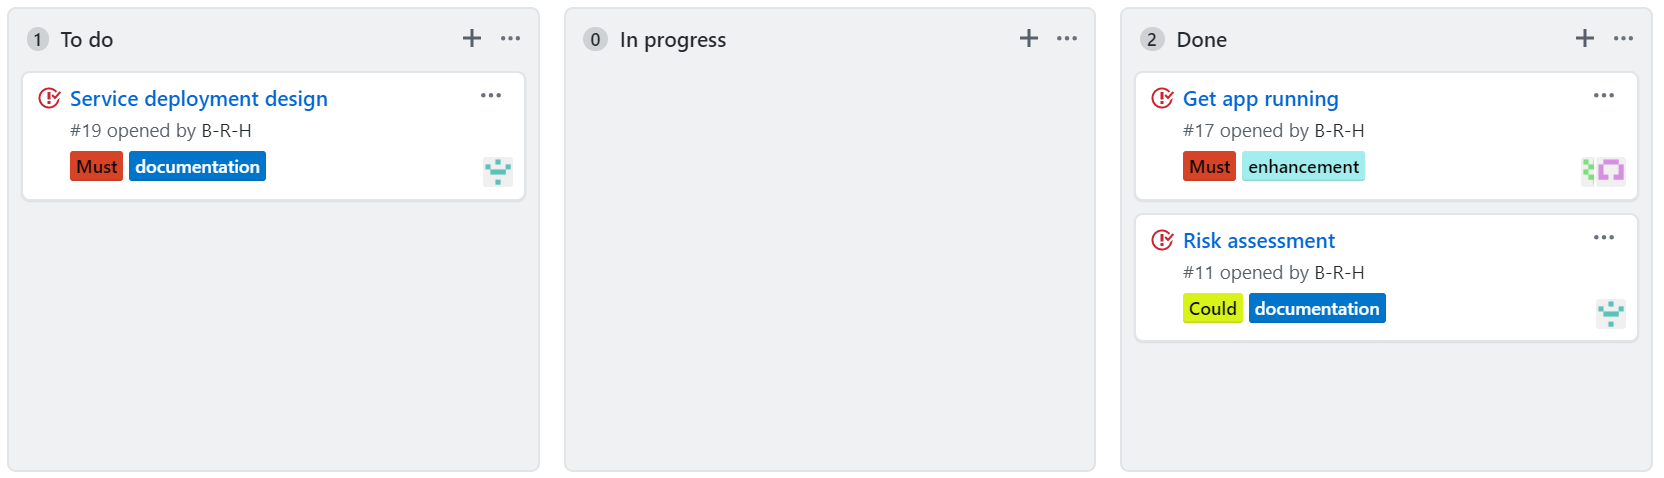 1 To do
Service deployment design
#19 opened by B-R-H
Must documentation
0 In progress
2 Done
Get app running
#17 opened by B-R-H
Must enhancement
Risk assessment
#11 opened by B-R-H
Could documentation